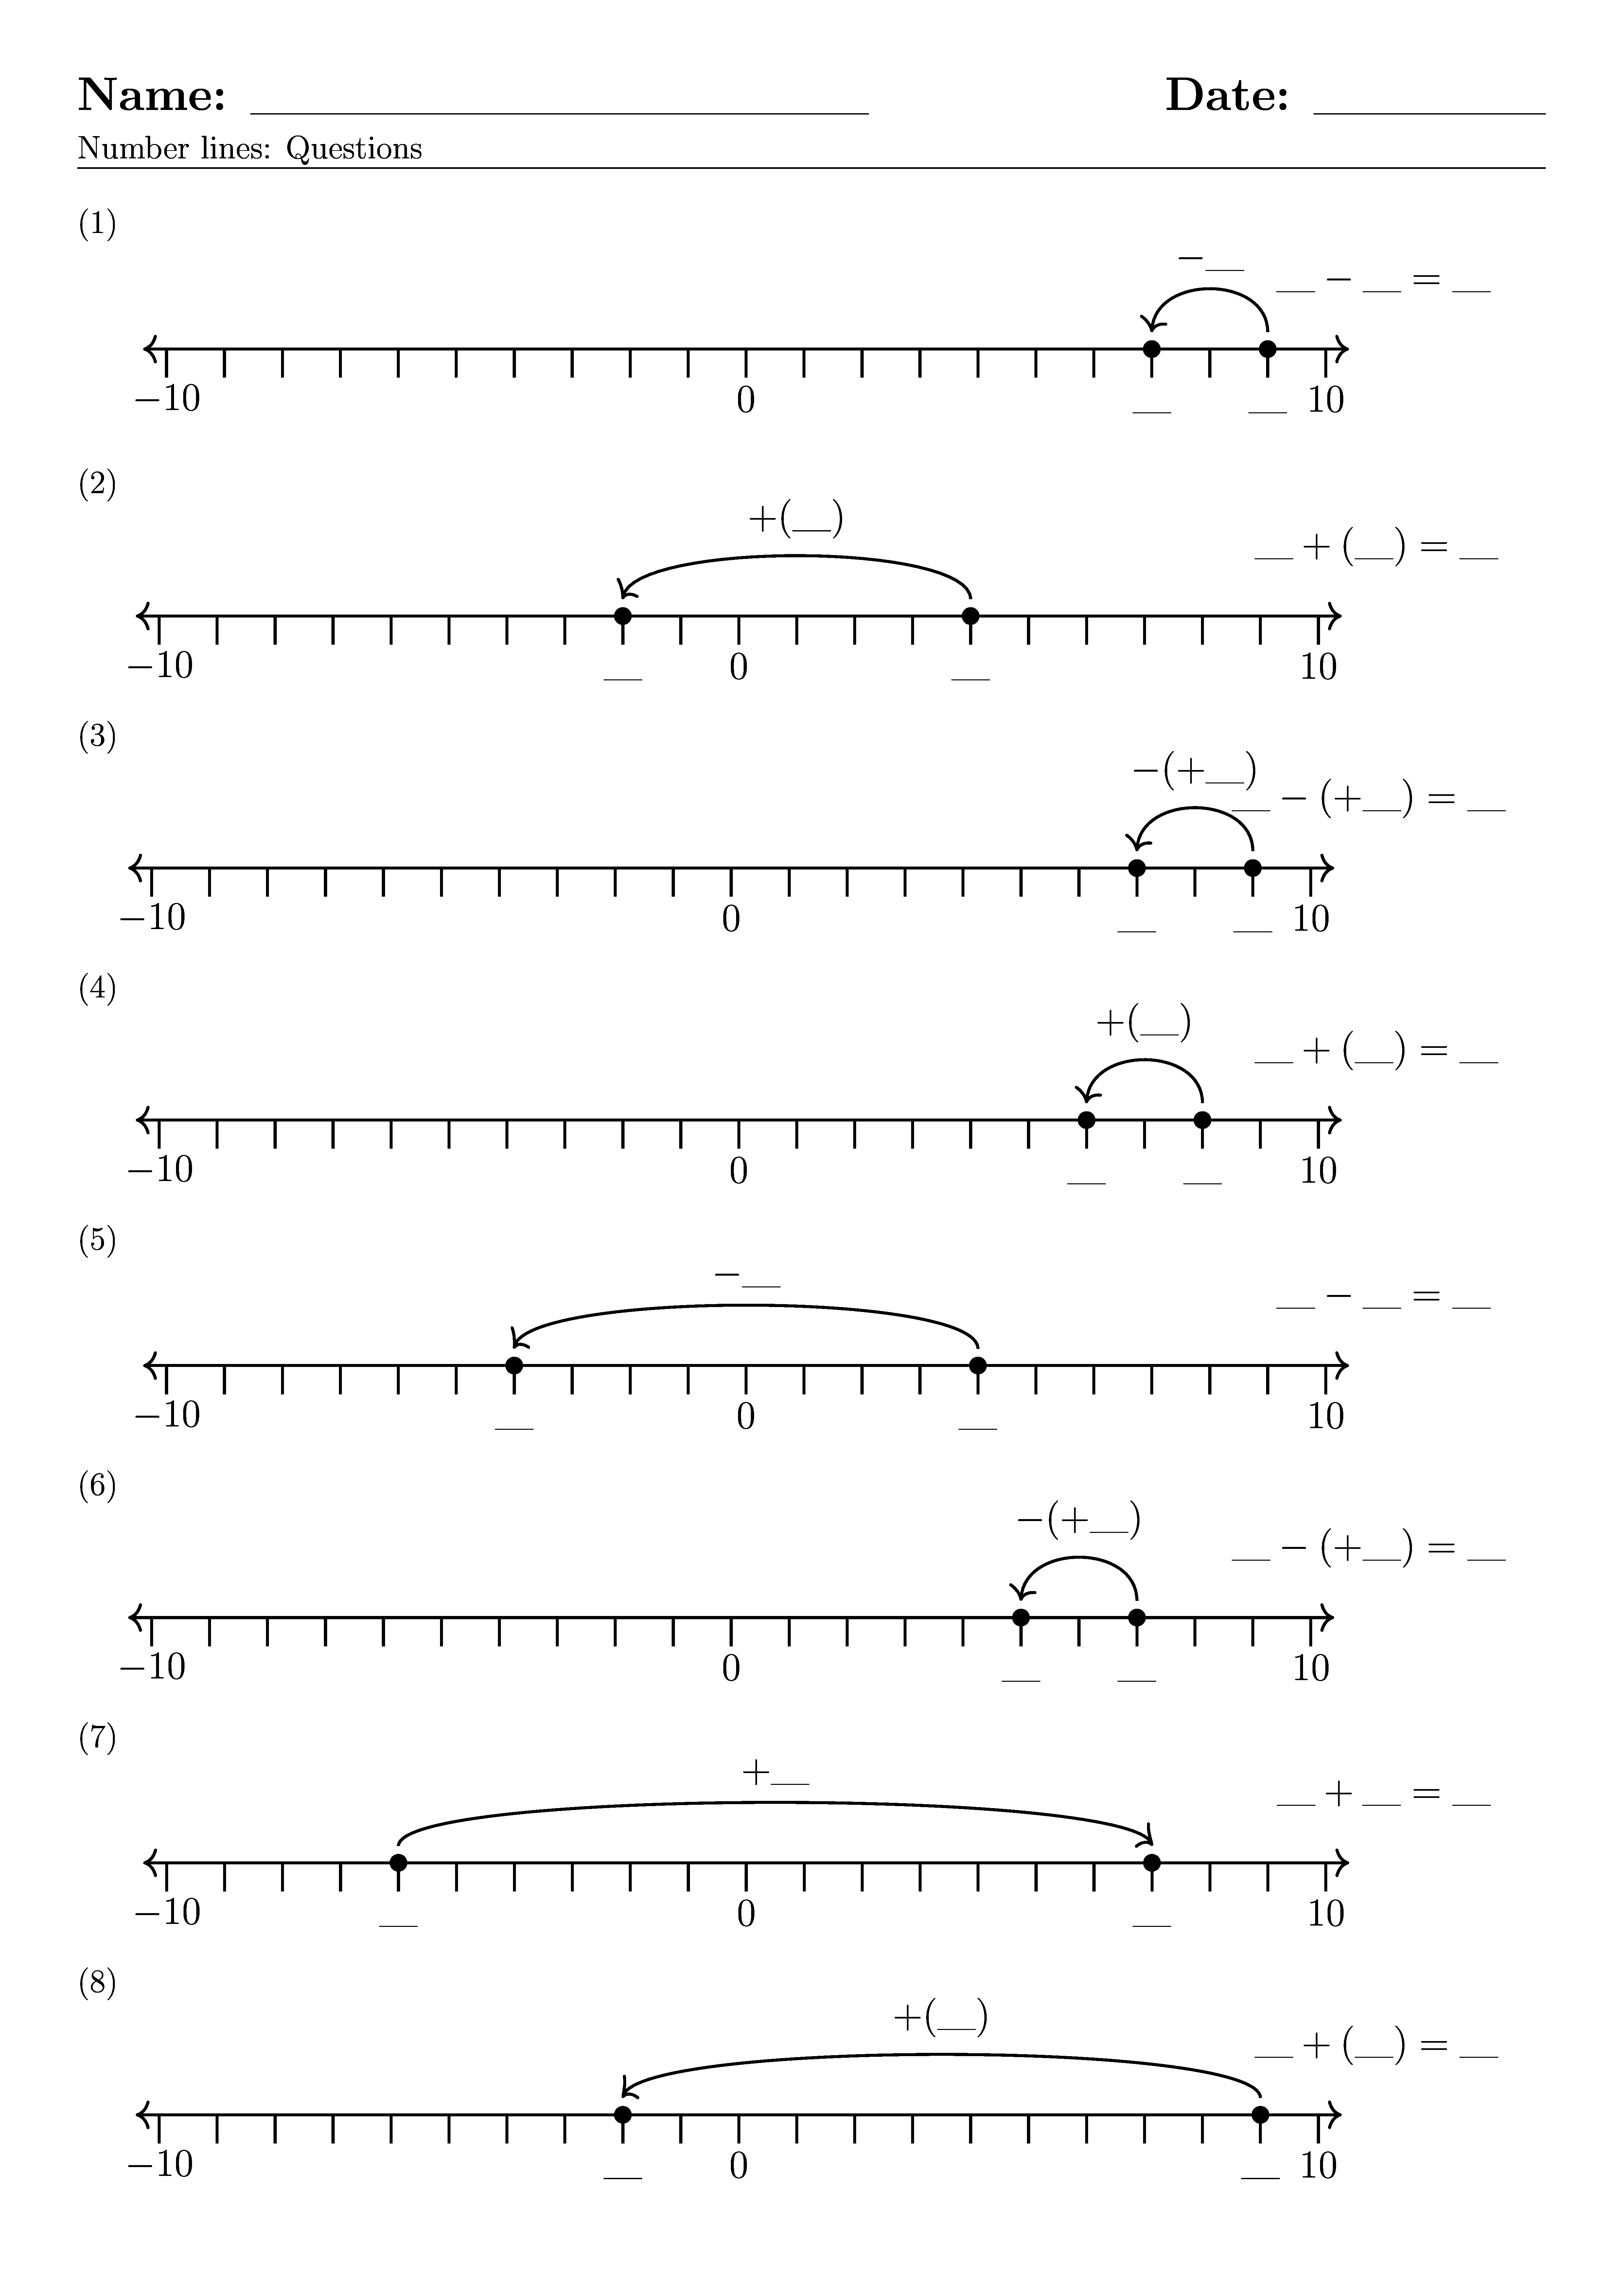 Name: ____ Date: ____
Number lines: Questions
(1)
−__
__ − __ = __
−10 0 __ __ 10
(2)
+(__)
__ + (__) = __
−10 __ 0 __ 10
(3)
−(+__)
__ − (+__) = __
−10 0 __ __ 10
(4)
+(__)
__ + (__) = __
−10 0 __ __ 10
(5)
−__
__ − __ = __
−10 __ 0 __ 10
(6)
−(+__)
__ − (+__) = __
−10 0 __ __ 10
(7)
+__
__ + __ = __
−10 __ 0 __ 10
(8)
+(__)
__ + (__) = __
−10 __ 0 __ 10